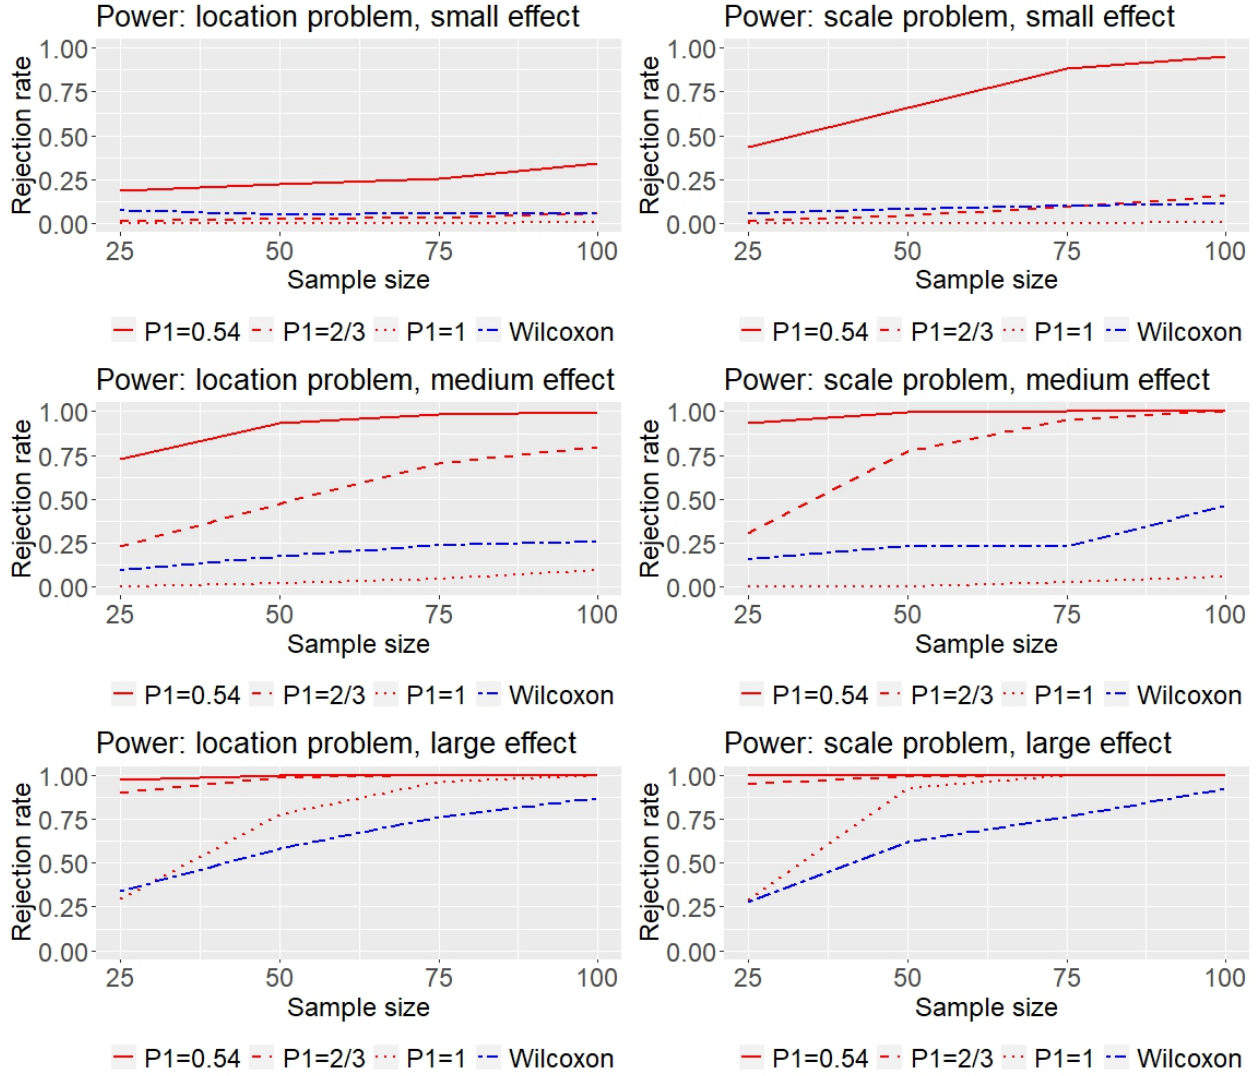 Power: location problem, small effect
Rejection rate
1.00
0.75
0.50
0.25
0.00
25 50 75 100
Sample size
P1=0.54 P1=2/3 P1=1 Wilcoxon
Power: scale problem, small effect
Rejection rate
1.00
0.75
0.50
0.25
0.00
25 50 75 100
Sample size
P1=0.54 P1=2/3 P1=1 Wilcoxon
Power: location problem, medium effect
Rejection rate
1.00
0.75
0.50
0.25
0.00
25 50 75 100
Sample size
P1=0.54 P1=2/3 P1=1 Wilcoxon
Power: scale problem, medium effect
Rejection rate
1.00
0.75
0.50
0.25
0.00
25 50 75 100
Sample size
P1=0.54 P1=2/3 P1=1 Wilcoxon
Power: location problem, large effect
Rejection rate
1.00
0.75
0.50
0.25
0.00
25 50 75 100
Sample size
P1=0.54 P1=2/3 P1=1 Wilcoxon
Power: scale problem, large effect
Rejection rate
1.00
0.75
0.50
0.25
0.00
25 50 75 100
Sample size
P1=0.54 P1=2/3 P1=1 Wilcoxon